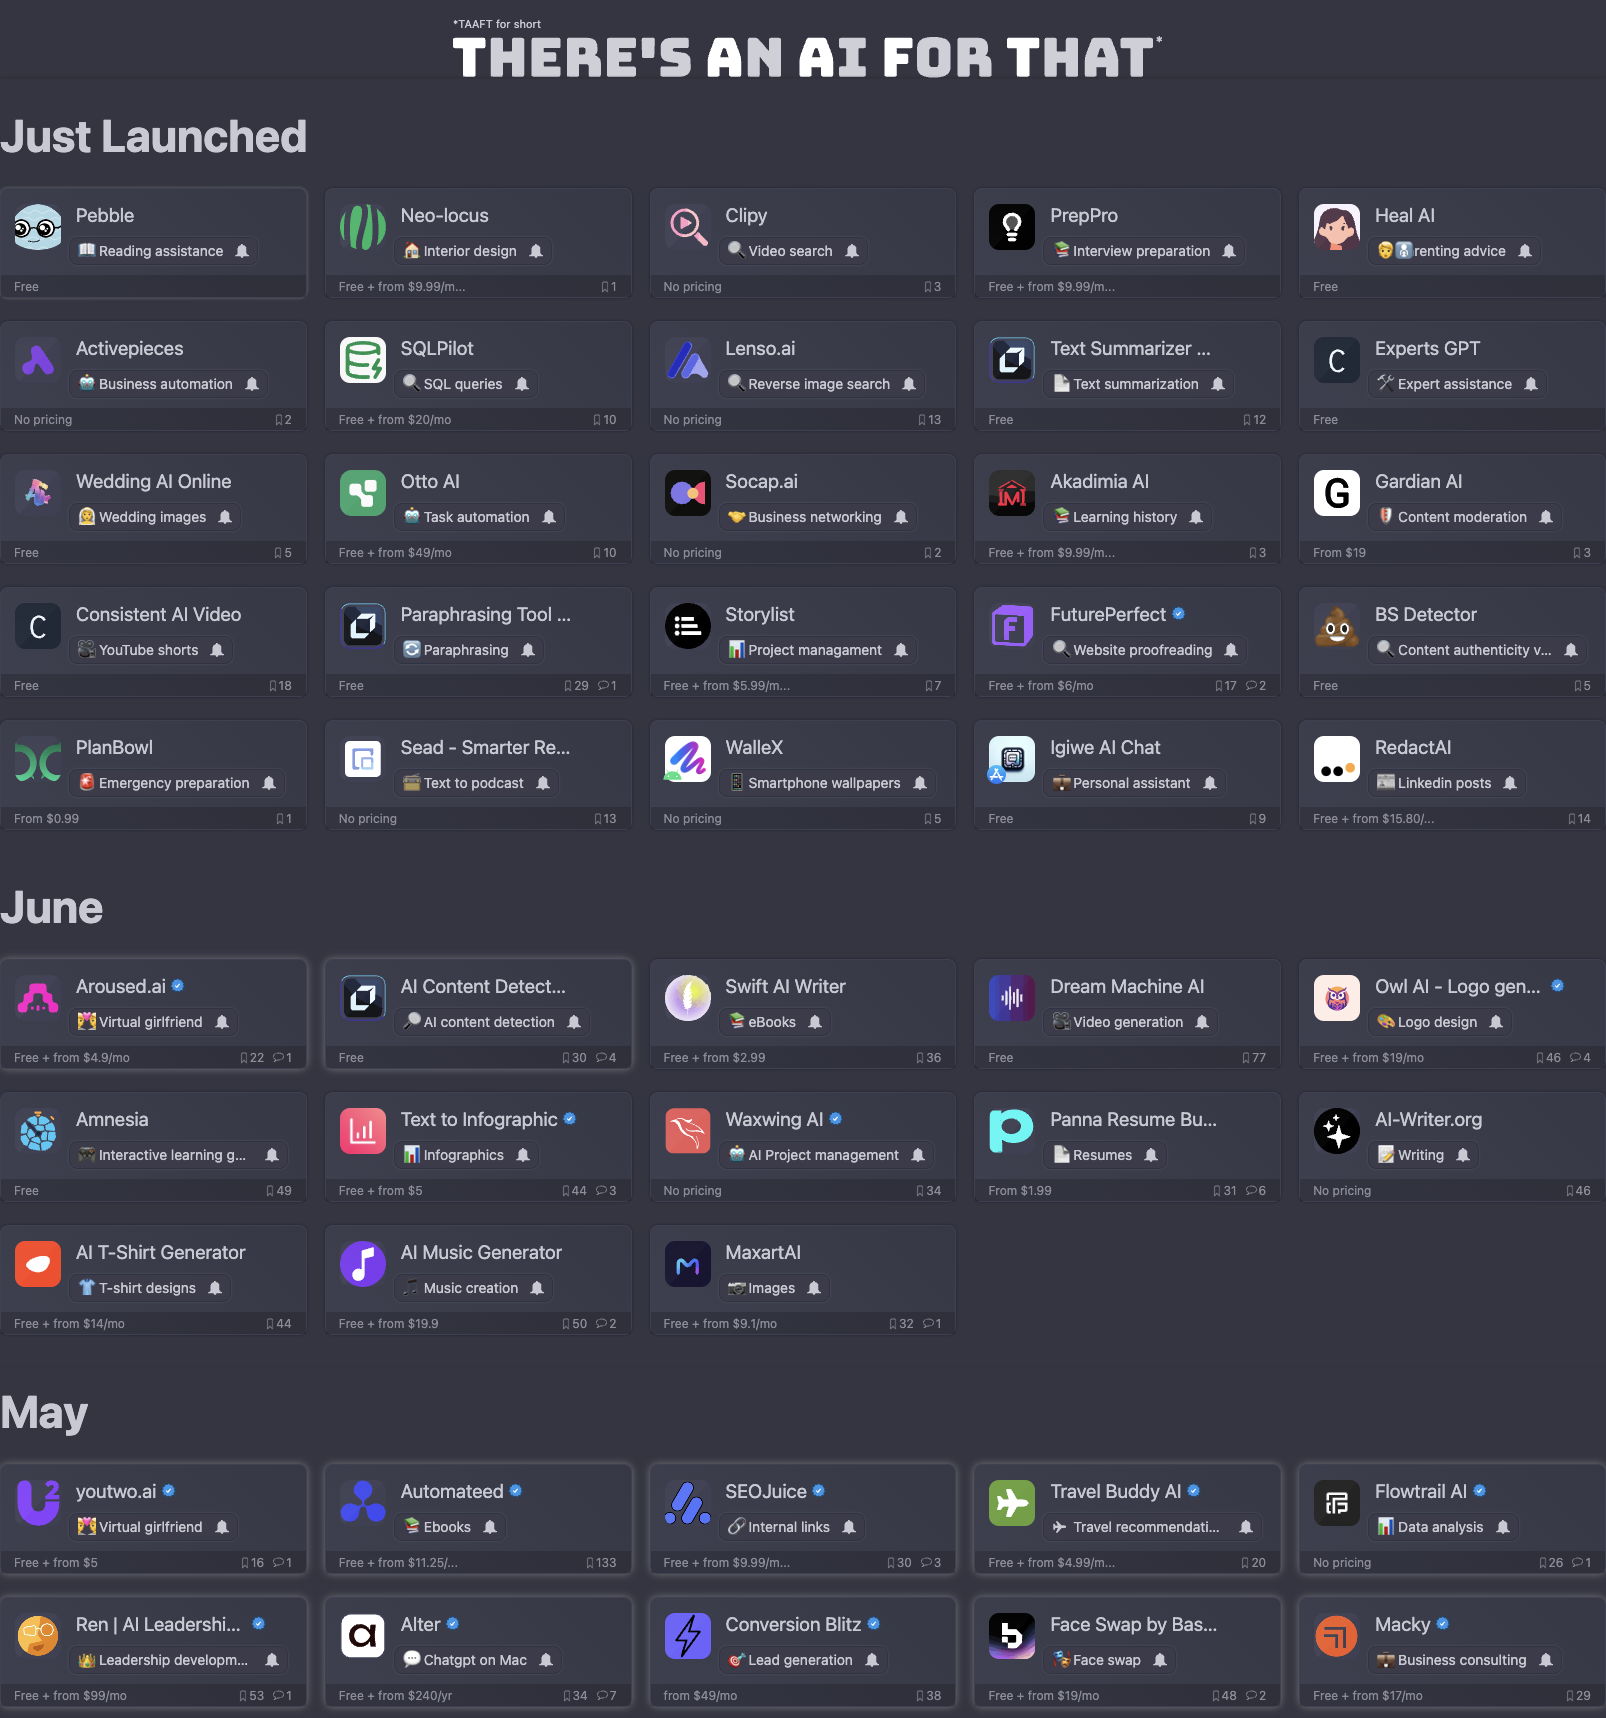 *TAAFT for short
THERE'S AN AI FOR THAT*
Just Launched
Pebble
Reading assistance
Free
Neo-locus
Interior design
Free + from $9.99/m...
1
Clipy
Video search
No pricing
3
PrepPro
Interview preparation
Free + from $9.99/m...
Heal AI
renting advice
Free
Activepieces
Business automation
No pricing
2
SQLPilot
SQL queries
Free + from $20/mo
10
Lenso.ai
Reverse image search
No pricing
13
Text Summarizer ...
Text summarization
Free
12
C
Experts GPT
Expert assistance
Free
Wedding AI Online
Wedding images
Free
5
Otto AI
Task automation
Free + from $49/mo
10
Socap.ai
Business networking
No pricing
2
Akadimia AI
Learning history
Free + from $9.99/m...
3
G
Gardian AI
Content moderation
From $19
3
C
Consistent AI Video
YouTube shorts
Free
18
Paraphrasing Tool ...
Paraphrasing
Free
29 1
Storylist
Project managament
Free + from $5.99/m...
7
F
FuturePerfect
Website proofreading
Free + from $6/mo
17 2
BS Detector
Content authenticity v...
Free
5
PlanBowl
Emergency preparation
From $0.99
1
Sead - Smarter Re...
Text to podcast
No pricing
13
WalleX
Smartphone wallpapers
No pricing
5
Igiwe AI Chat
Personal assistant
Free
9
RedactAI
Linkedin posts
Free + from $15.80/...
14
June
Aroused.ai
Virtual girlfriend
Free + from $4.9/mo
22 1
AI Content Detect...
AI content detection
Free
30 4
Swift AI Writer
eBooks
Free + from $2.99
36
Dream Machine AI
Video generation
Free
77
Owl AI - Logo gen...
Logo design
Free + from $19/mo
46 4
Amnesia
Interactive learning g...
Free
49
Text to Infographic
Infographics
Free + from $5
44 3
Waxwing AI
AI Project management
No pricing
34
p
Panna Resume Bu...
Resumes
From $1.99
31 6
AI-Writer.org
Writing
No pricing
46
AI T-Shirt Generator
T-shirt designs
Free + from $14/mo
44
AI Music Generator
Music creation
Free + from $19.9
50 2
MaxartAI
Images
Free + from $9.1/mo
32 1
May
U2
youtwo.ai
Virtual girlfriend
Free + from $5
16 1
Automateed
Ebooks
Free + from $11.25/...
133
SEOJuice
Internal links
Free + from $9.99/m...
30 3
Travel Buddy AI
Travel recommendati...
Free + from $4.99/m...
20
Flowtrail AI
Data analysis
No pricing
26 1
Ren | AI Leadershi...
Leadership developm...
Free + from $99/mo
53 1
a
Alter
Chatgpt on Mac
Free + from $240/yr
34 7
Conversion Blitz
Lead generation
from $49/mo
38
b
Face Swap by Bas...
Face swap
Free + from $19/mo
48 2
Macky
Business consulting
Free + from $17/mo
29